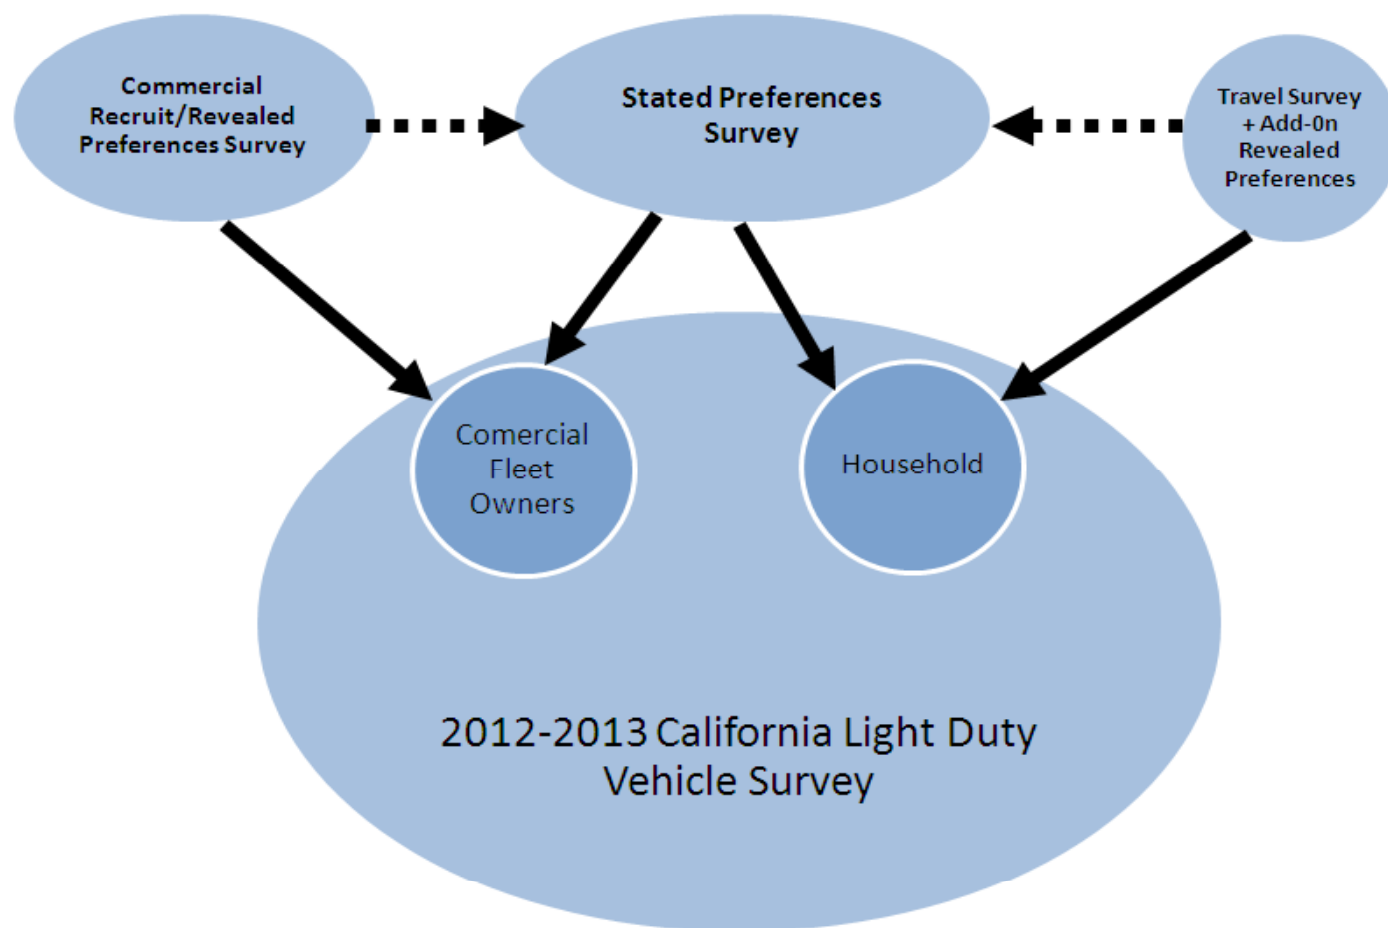 Commercial
Recruit/Revealed
Preferences Survey
Stated Preferences
Survey
Travel Survey
+ Add-0n
Revealed
Preferences
Comercial
Fleet
Owners
Household
2012-2013 California Light Duty
Vehicle Survey